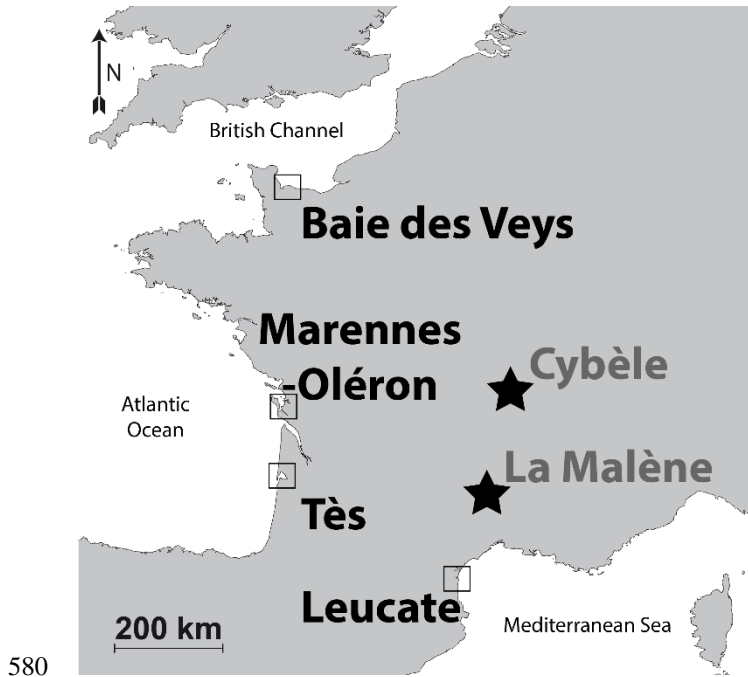 N
British Channel
Baie des Veys
Marennes
-Oléron
Cybèle
Atlantic
Ocean
La Malène
Tès
Leucate
200 km
Mediterranean Sea
580